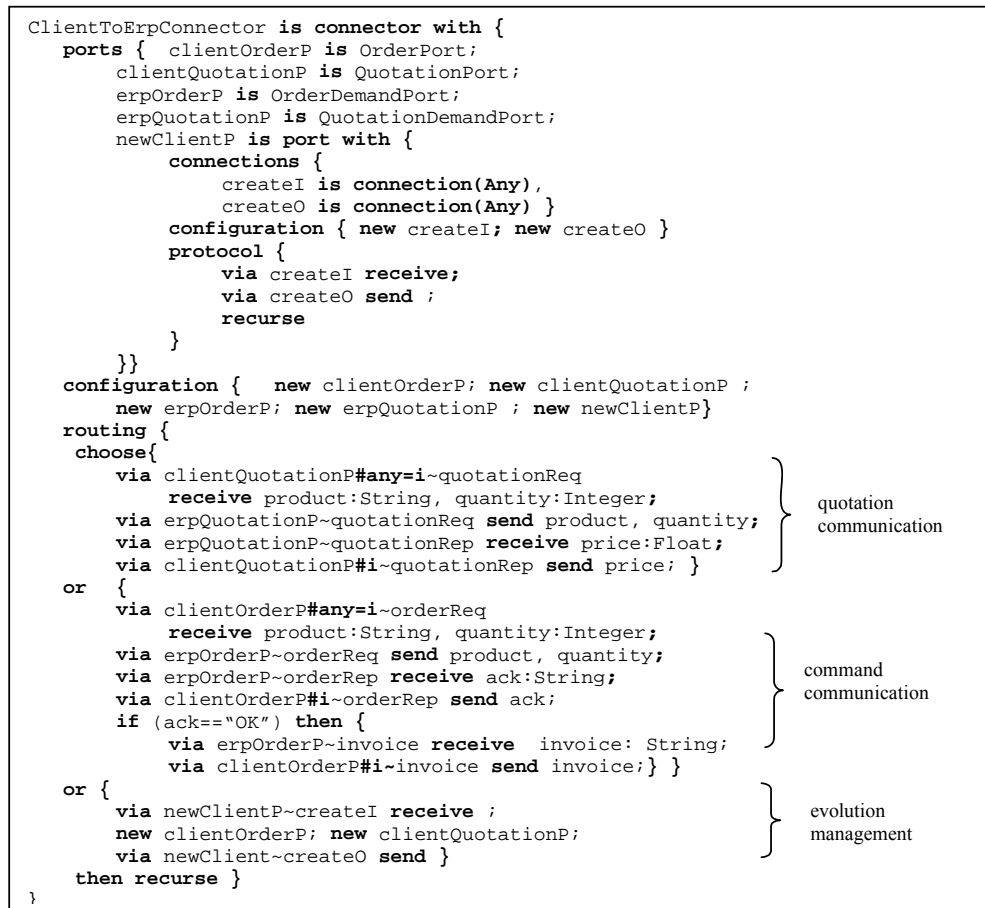 ClientToErpConnector is connector with {
ports { clientOrderP is OrderPort;
clientQuotationP is QuotationPort;
erpOrderP is OrderDemandPort;
erpQuotationP is QuotationDemandPort;
newClientP is port with {
connections {
createI is connection(Any),
createO is connection(Any) }
configuration { new createI; new createO }
protocol {
via createI receive;
via createO send ;
recurse
}
}}
configuration { new clientOrderP; new clientQuotationP ;
new erpOrderP; new erpQuotationP ; new newClientP}
routing {
choose{
via clientQuotationP#any=i~quotationReq
receive product:String, quantity:Integer;
via erpQuotationP~quotationReq send product, quantity;
via erpQuotationP~quotationRep receive price:Float;
via clientQuotationP#i~quotationRep send price; }
quotation
communication
or {
via clientOrderP#any=i~orderReq
receive product:String, quantity:Integer;
via erpOrderP~orderReq send product, quantity;
via erpOrderP~orderRep receive ack:String;
via clientOrderP#i~orderRep send ack;
if (ack=="OK") then {
via erpOrderP~invoice receive invoice: String;
via clientOrderP#i~invoice send invoice;} }
command
communication
or {
via newClientP~createI receive ;
new clientOrderP; new clientQuotationP;
via newClient~createO send }
evolution
management
then recurse }
}